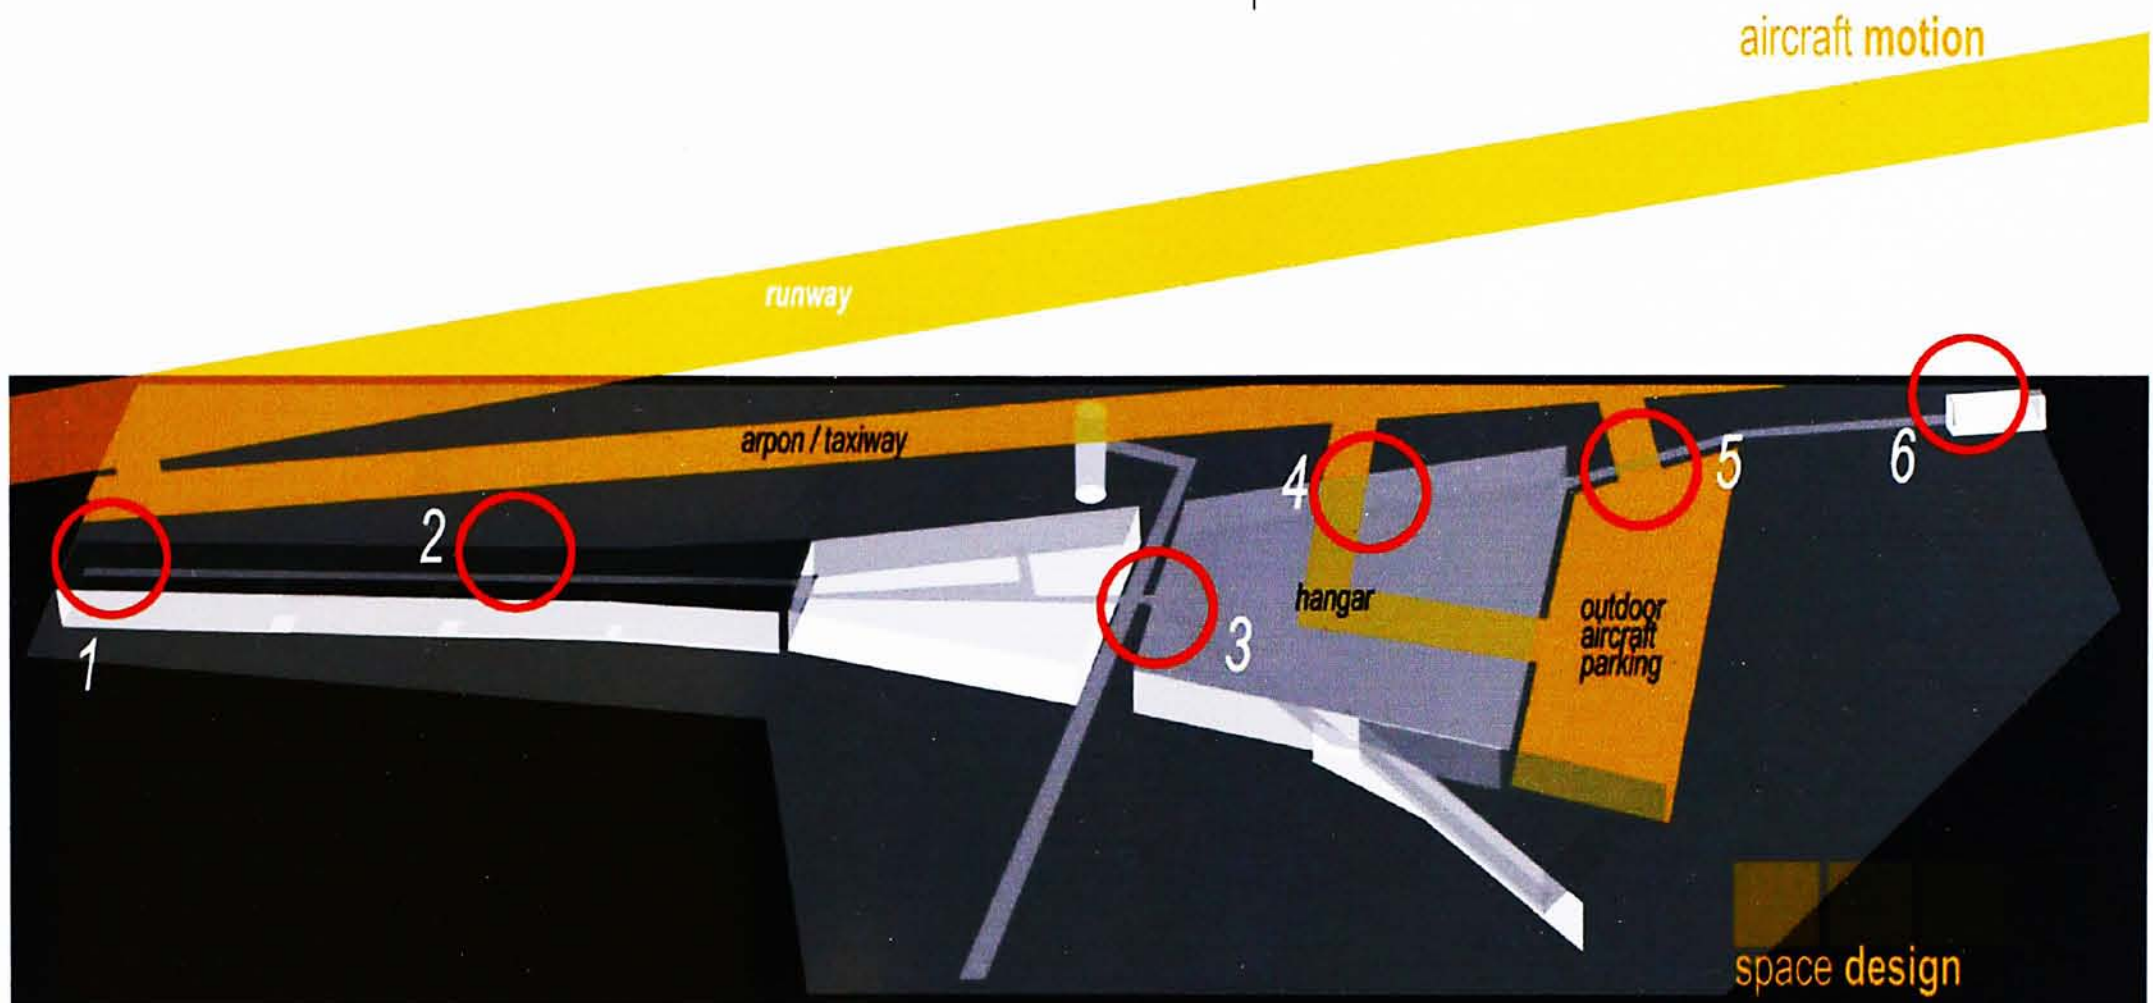 aircraft motion
runway
arpon / taxiway
1
2
3
4
5
6
hangar
outdoor
aircraft
parking
space design